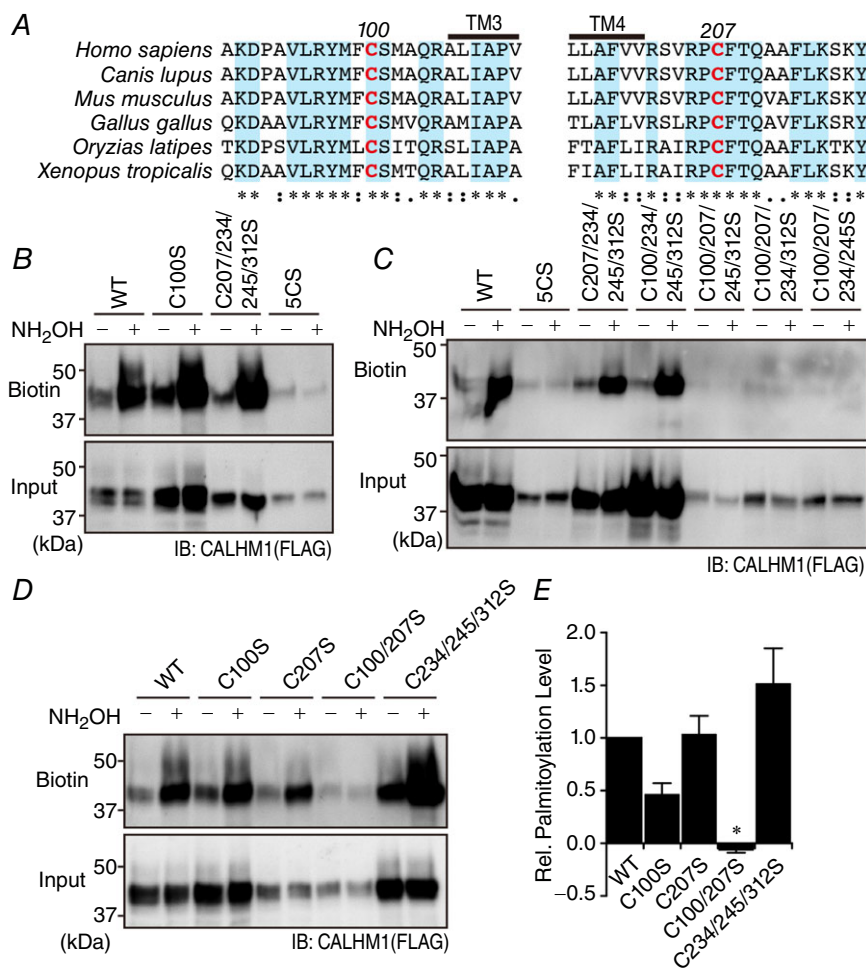 A
100
TM3
TM4
207
Homo sapiens AKDPAVLRYMFCSMAQRALIAPV LLAFVVRSVRPCFTQAAFLKSKY
Canis lupus AKDPAVLRYMFCSMAQRALIAPV LLAFVVRSVRPCFTQAAFLKSKY
Mus musculus AKDPAVLRYMFCSMAQRALIAPV LLAFVVRSVRPCFTQAAFLKSRY
Gallus gallus QKDAAVLRYMFCSMVQRAMIAPA TLAFLVRSLRPCFTQAVFLKSKY
Oryzias latipes TKDPSVLRYMLCSITQRSLIAPA FTAFLIRAIRPCFTQAAFLKTKY
Xenopus tropicalis QKDAAVLRYMFCSMVQRALIAPA FIAFLIRAIRPCFTQAAFLKSKY
B
WT
C100S
C207/234/
245/312S
5CS
NH2OH − + − + − + − +
Biotin
50
37
Input
50
37
(kDa)
IB: CALHM1(FLAG)
C
WT
5CS
C207/234/
245/312S
C100/234/
245/312S
C100/207/
245/312S
C100/207/
234/312S
C100/207/
234/245S
NH2OH − + − + − + − + − + − + − +
Biotin
50
37
Input
50
37
(kDa)
IB: CALHM1(FLAG)
D
WT
C100S
C207S
C100/207S
C234/245/312S
NH2OH − + − + − + − + − +
Biotin
50
37
Input
50
37
(kDa)
IB: CALHM1(FLAG)
E
Rel. Palmitoylation Level
2.0
1.5
1.0
0.5
0.0
−0.5
*
WT
C100S
C207S
C100/207S
C234/245/312S